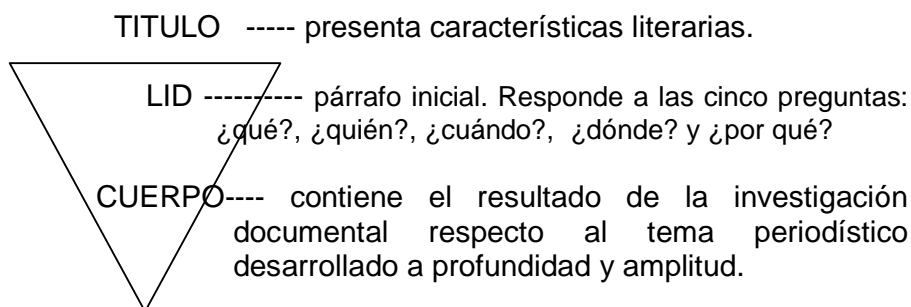 TITULO ----- presenta características literarias.
LID ---------- párrafo inicial. Responde a las cinco preguntas:
¿qué?, ¿quién?, ¿cuándo?, ¿dónde? y ¿por qué?
CUERPO---- contiene el resultado de la investigación
documental respecto al tema periodístico
desarrollado a profundidad y amplitud.